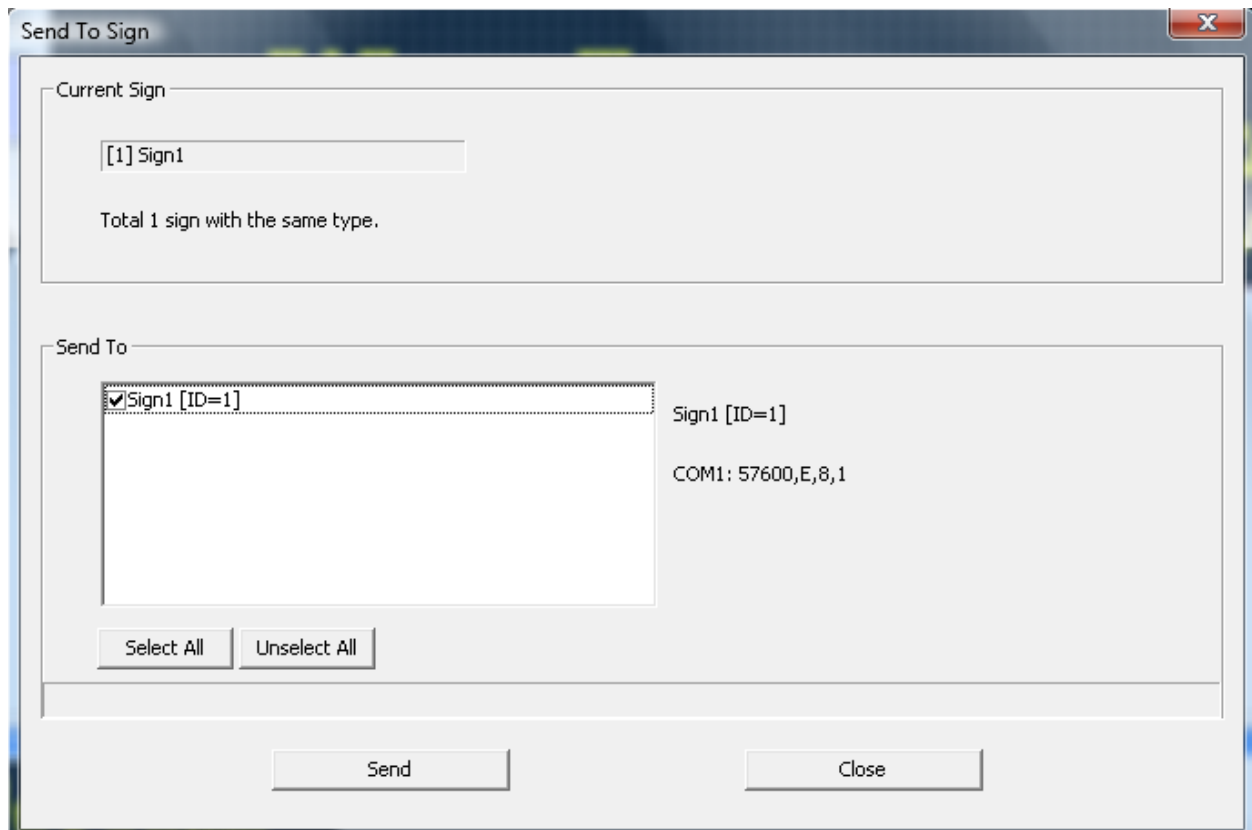 Send To Sign
Current Sign
[1] Sign1
Total 1 sign with the same type.
Send To
Sign1 [ID=1]
Sign1 [ID=1]
COM1: 57600,E,8,1
Select All
Unselect All
Send
Close